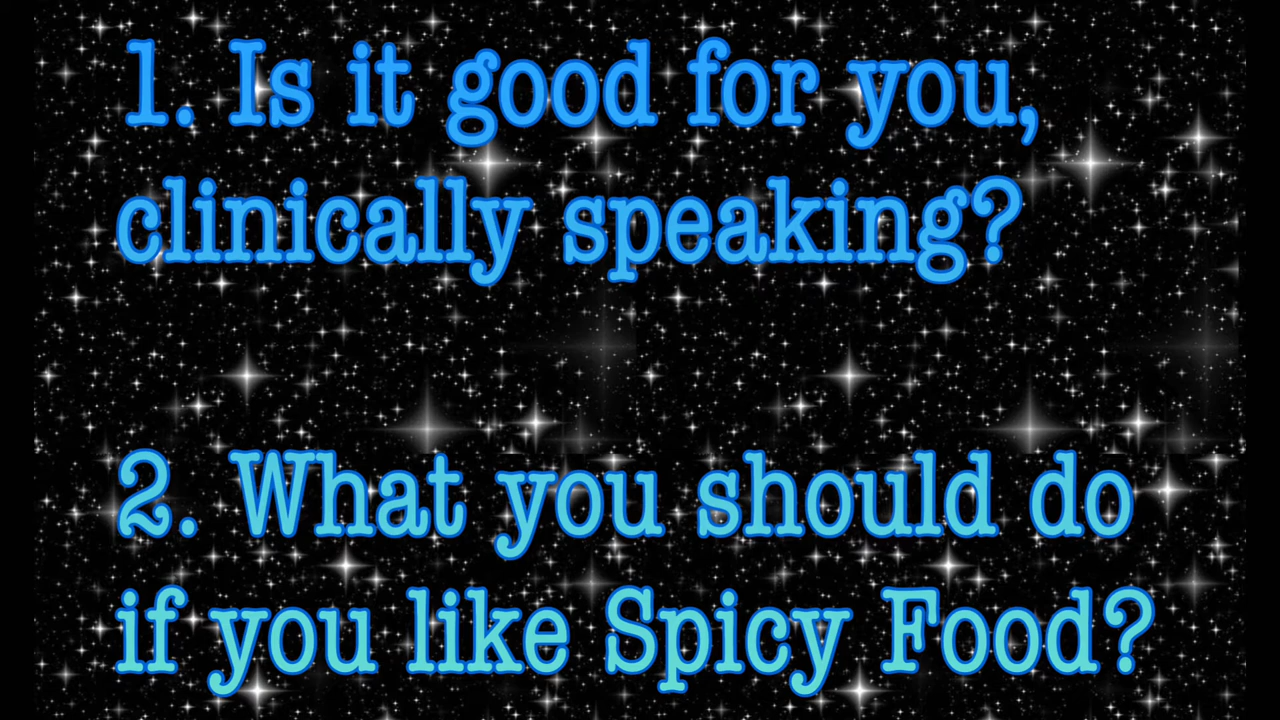 1. Is it good for you,
clinically speaking?
2. What you should do
if you like Spicy Food?